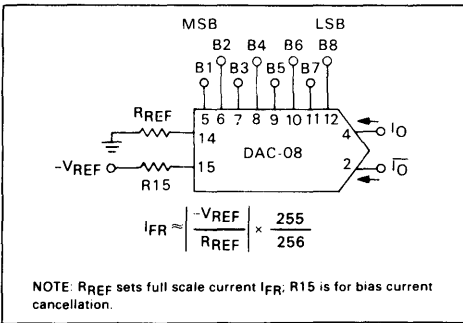 MSB LSB
B2 B4 B6 B8
B1 B3 B5 B7
5 6 7 8 9 10 11 12
RREF
14
4 IO
DAC-08
-VREF
15
2 IO
R15
IFR ≈ | -VREF / RREF | × 255 / 256
NOTE: RREF sets full scale current IFR; R15 is for bias current
cancellation.